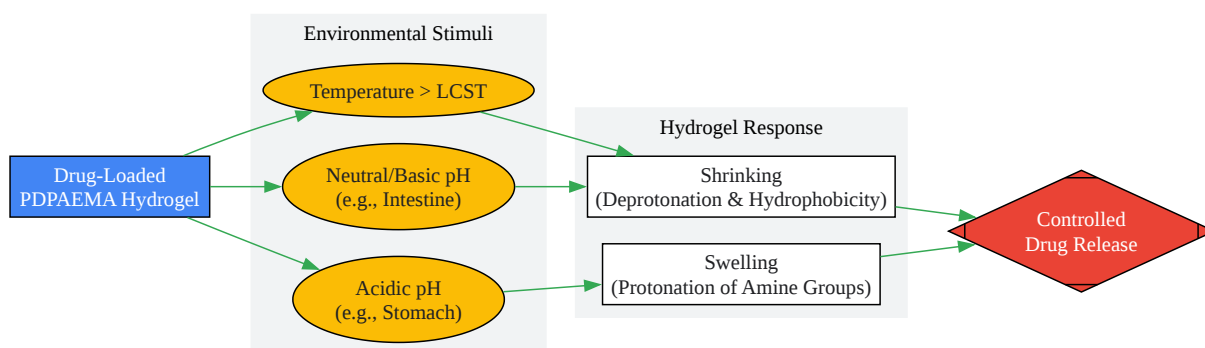 Environmental Stimuli
Temperature > LCST
Hydrogel Response
Drug-Loaded
PDPAEMA Hydrogel
Neutral/Basic pH
(e.g., Intestine)
Shrinking
(Deprotonation & Hydrophobicity)
Controlled
Drug Release
Acidic pH
(e.g., Stomach)
Swelling
(Protonation of Amine Groups)